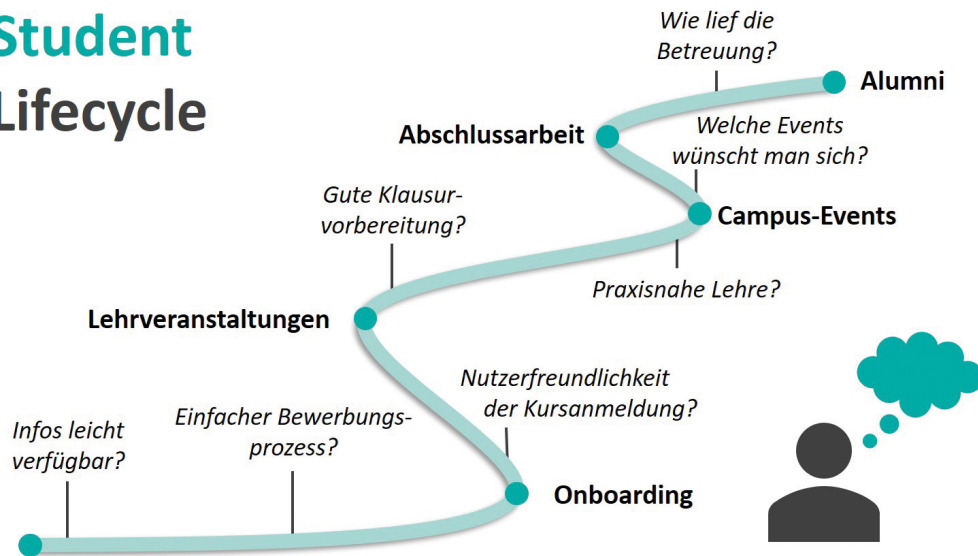 Student
Lifecycle
Wie lief die
Betreuung?
Alumni
Abschlussarbeit
Welche Events
wünscht man sich?
Gute Klausur-
vorbereitung?
Campus-Events
Praxisnahe Lehre?
Lehrveranstaltungen
Nutzerfreundlichkeit
der Kursanmeldung?
Einfacher Bewerbungs-
prozess?
Infos leicht
verfügbar?
Onboarding